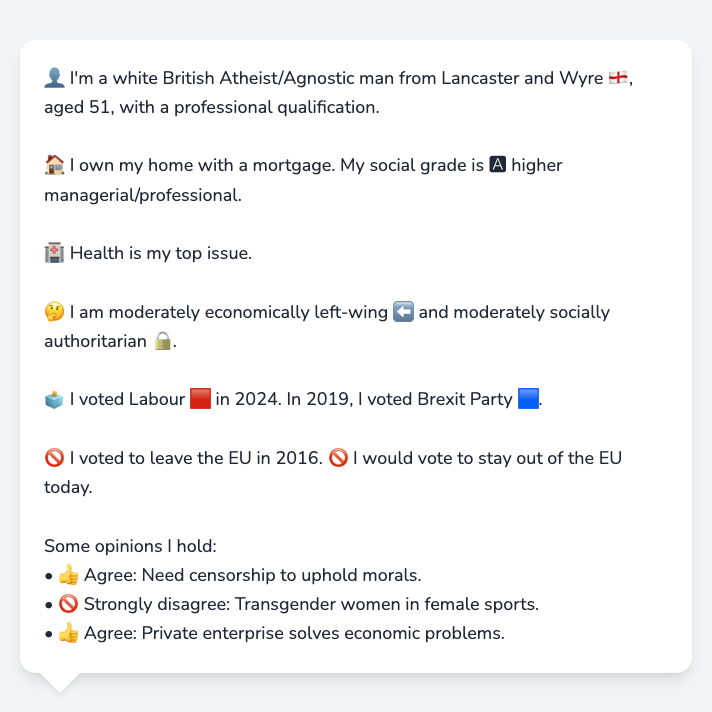 👤 I'm a white British Atheist/Agnostic man from Lancaster and Wyre 🏴󠁧󠁢󠁥󠁮󠁧󠁿,
aged 51, with a professional qualification.
🏠 I own my home with a mortgage. My social grade is 🅰 higher
managerial/professional.
🏥 Health is my top issue.
🤔 I am moderately economically left-wing ⬅️ and moderately socially
authoritarian 🔒.
🗳️ I voted Labour 🟥 in 2024. In 2019, I voted Brexit Party 🟦.
🚫 I voted to leave the EU in 2016. 🚫 I would vote to stay out of the EU
today.
Some opinions I hold:
• 👍 Agree: Need censorship to uphold morals.
• 🚫 Strongly disagree: Transgender women in female sports.
• 👍 Agree: Private enterprise solves economic problems.